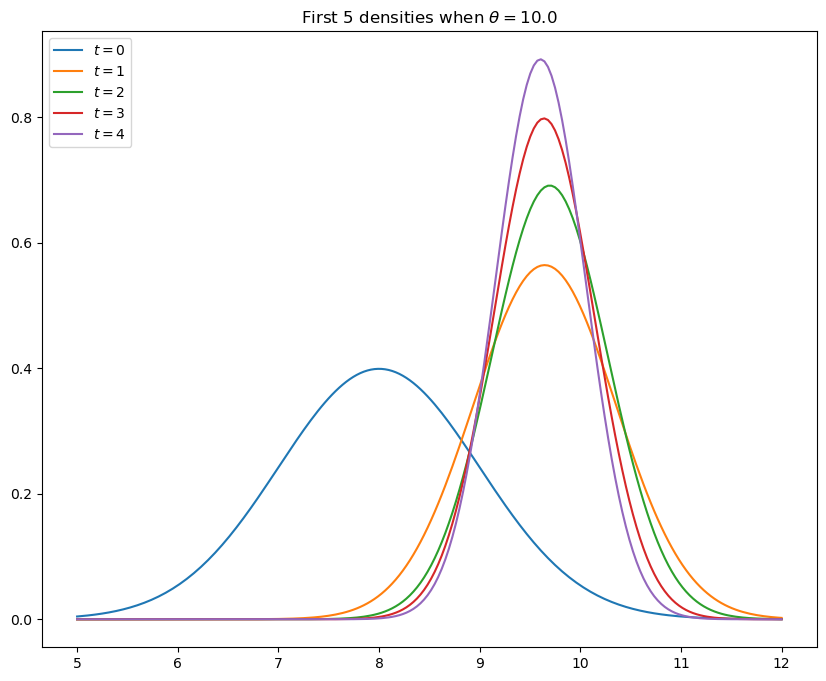 First 5 densities when θ = 10.0
t = 0
t = 1
t = 2
t = 3
t = 4
0.8
0.6
0.4
0.2
0.0
5 6 7 8 9 10 11 12